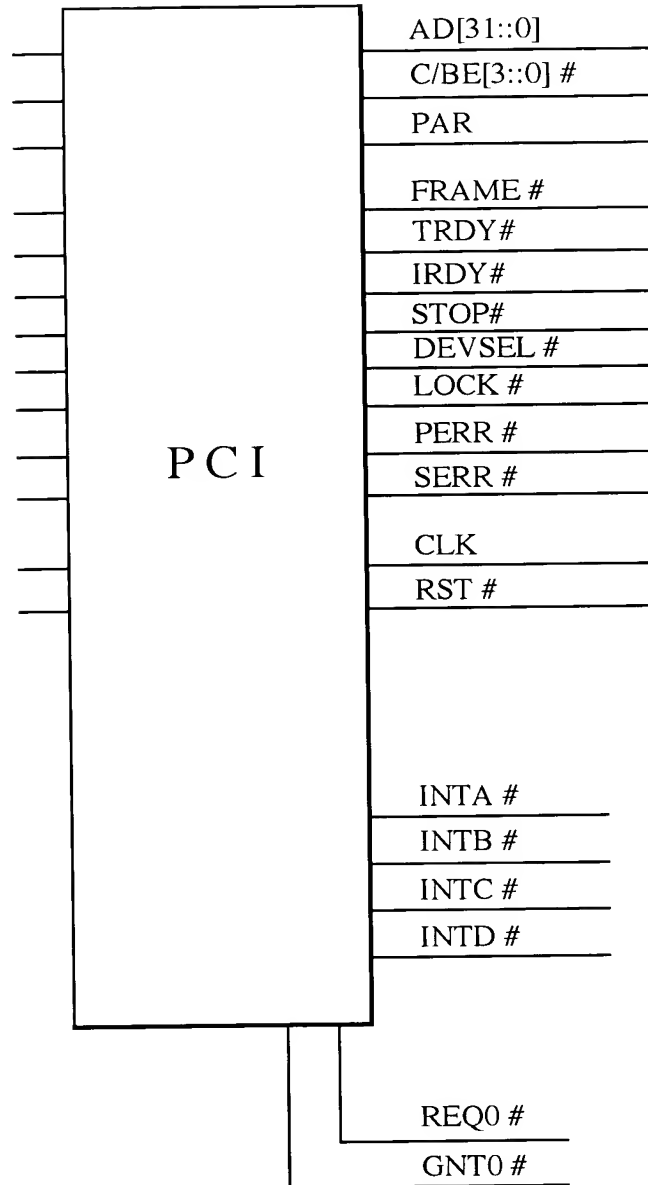 AD[31::0]
C/BE[3::0] #
PAR
FRAME #
TRDY#
IRDY#
STOP#
DEVSEL #
LOCK #
PERR #
PCI
SERR #
CLK
RST #
INTA #
INTB #
INTC #
INTD #
REQ0 #
GNT0 #